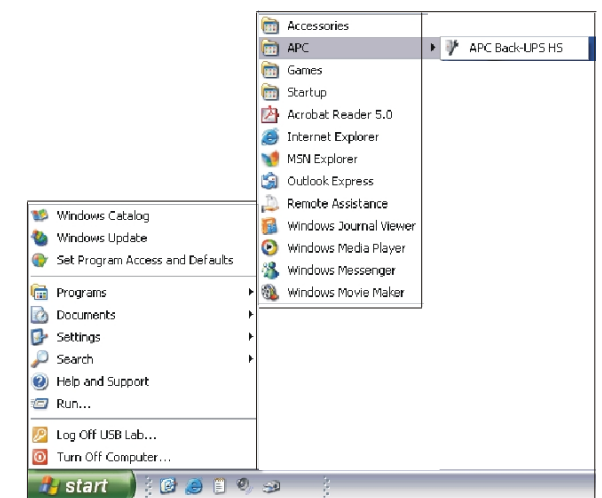 Accessories
APC
APC Back-UPS HS
Games
Startup
Acrobat Reader 5.0
Internet Explorer
MSN Explorer
Outlook Express
Remote Assistance
Windows Journal Viewer
Windows Media Player
Windows Messenger
Windows Movie Maker
Windows Catalog
Windows Update
Set Program Access and Defaults
Programs
Documents
Settings
Search
Help and Support
Run...
Log Off USB Lab...
Turn Off Computer...
start